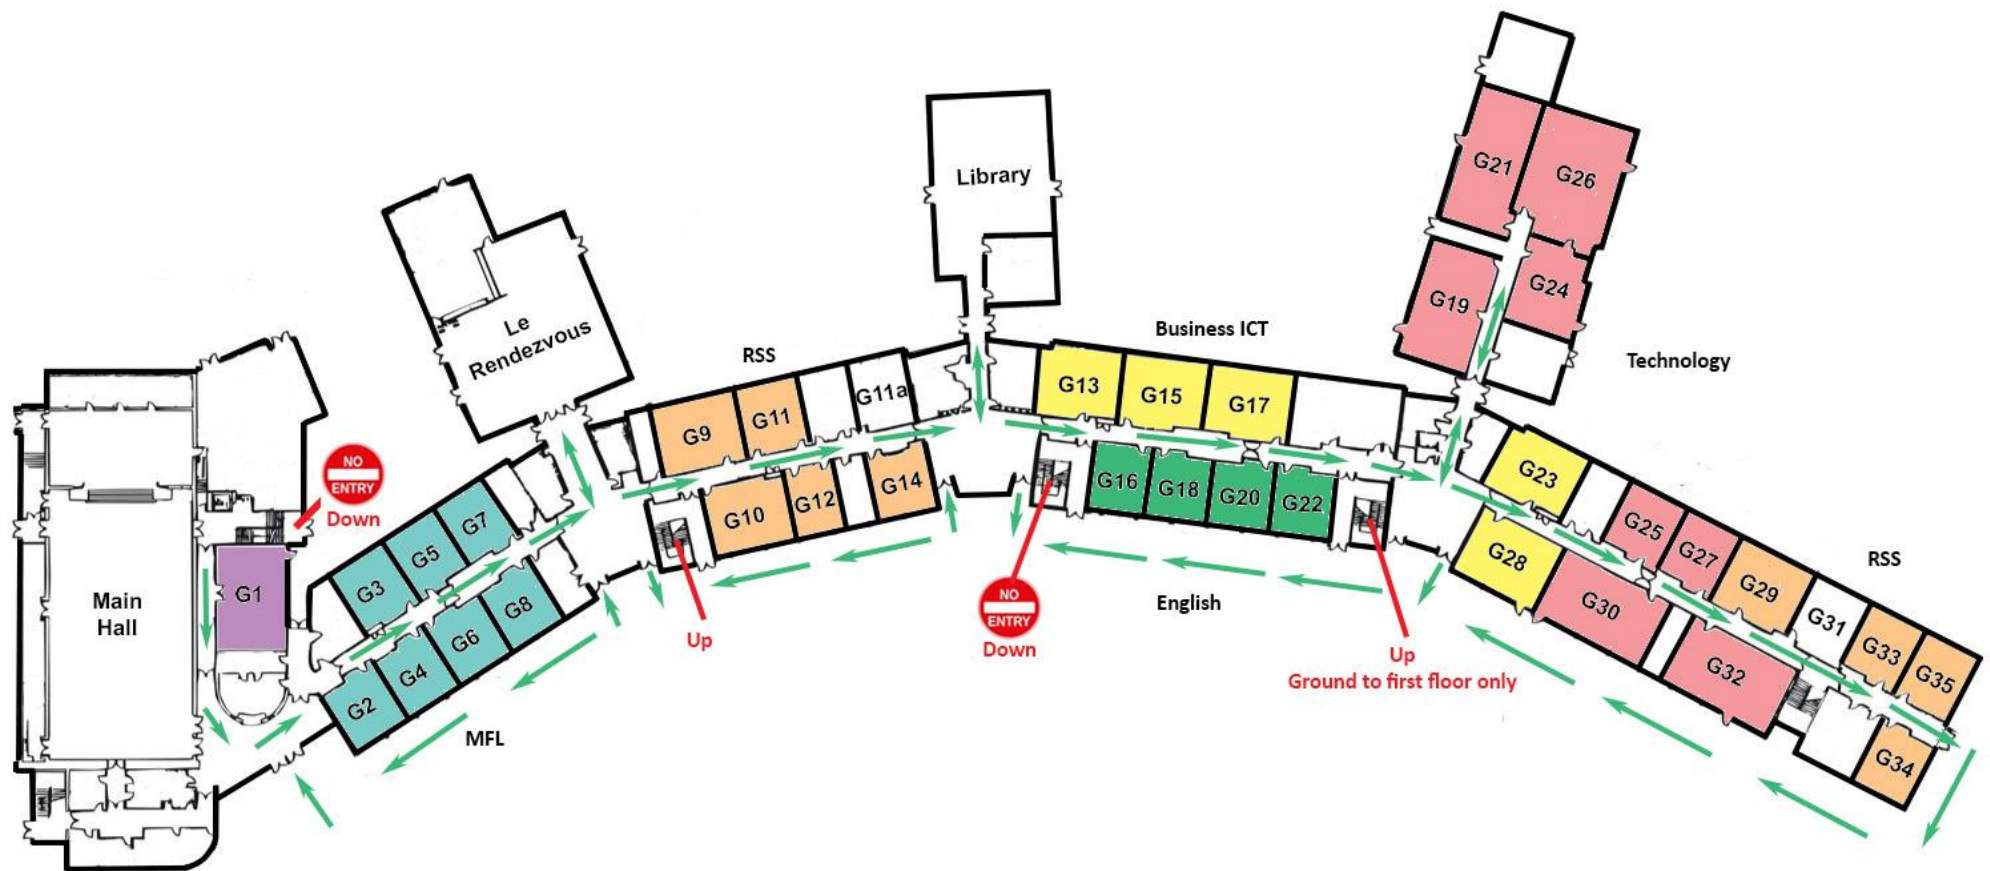 Main
Hall
G1
NO
ENTRY
Down
G3
G5
G7
G2
G4
G6
G8
MFL
Le
Rendezvous
RSS
G9
G11
G11a
G10
G12
G14
Up
Library
Business ICT
G13
G15
G17
G16
G18
G20
G22
English
NO
ENTRY
Down
Up
Ground to first floor only
G21
G26
G19
G24
Technology
G23
G25
G27
G29
G31
G33
G35
RSS
G28
G30
G32
G34